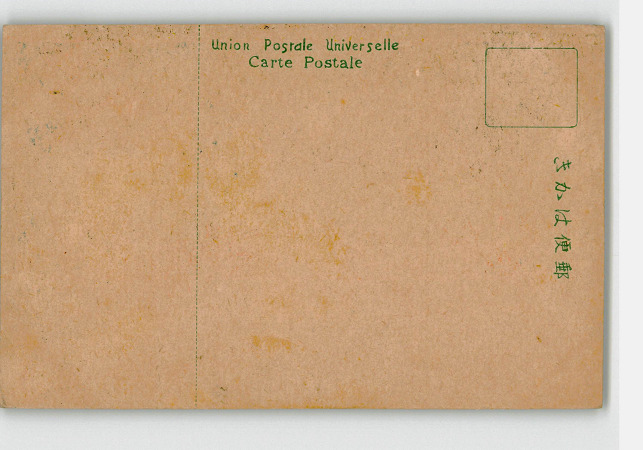 Union Postale Universelle
Carte Postale
郵便はかき